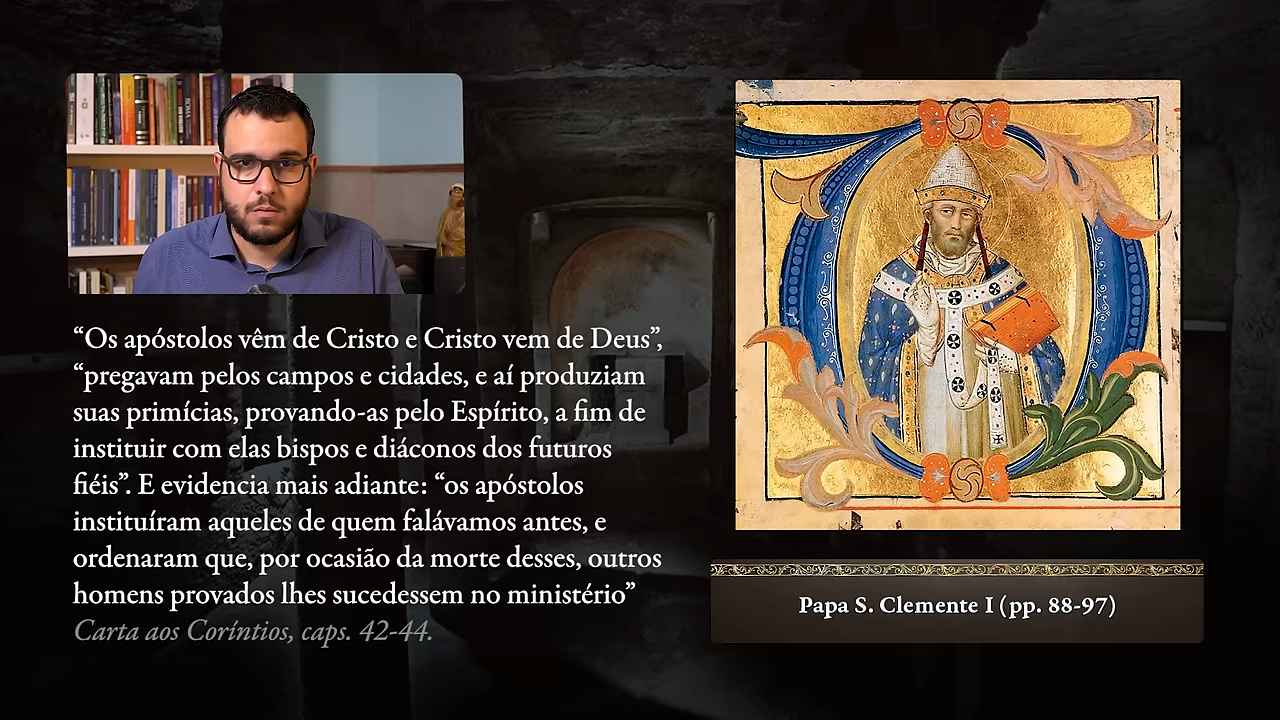 “Os apóstolos vêm de Cristo e Cristo vem de Deus”,
“pregavam pelos campos e cidades, e aí produziam
suas primícias, provando-as pelo Espírito, a fim de
instituir com elas bispos e diáconos dos futuros
fiéis”. E evidencia mais adiante: “os apóstolos
instituíram aqueles de quem falávamos antes, e
ordenaram que, por ocasião da morte desses, outros
homens provados lhes sucedessem no ministério”
Carta aos Coríntios, caps. 42-44.
Papa S. Clemente I (pp. 88-97)